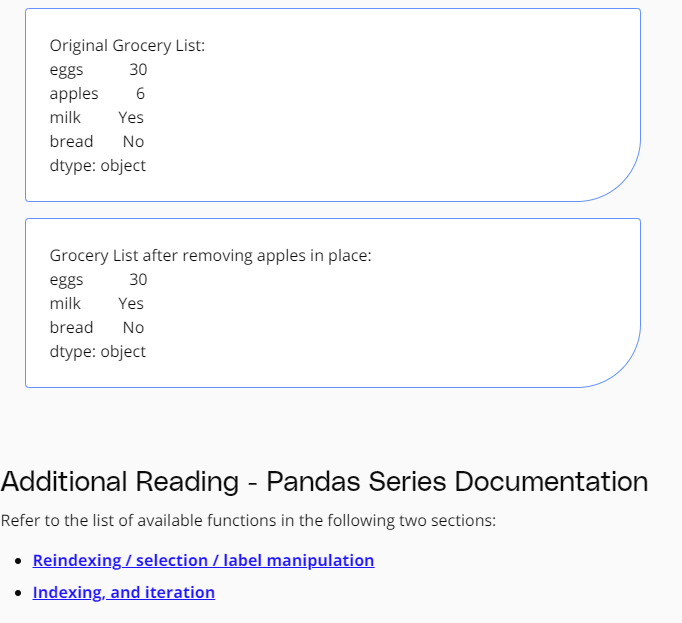 Original Grocery List:
eggs 30
apples 6
milk Yes
bread No
dtype: object
Grocery List after removing apples in place:
eggs 30
milk Yes
bread No
dtype: object
Additional Reading - Pandas Series Documentation
Refer to the list of available functions in the following two sections:
• Reindexing / selection / label manipulation
• Indexing, and iteration